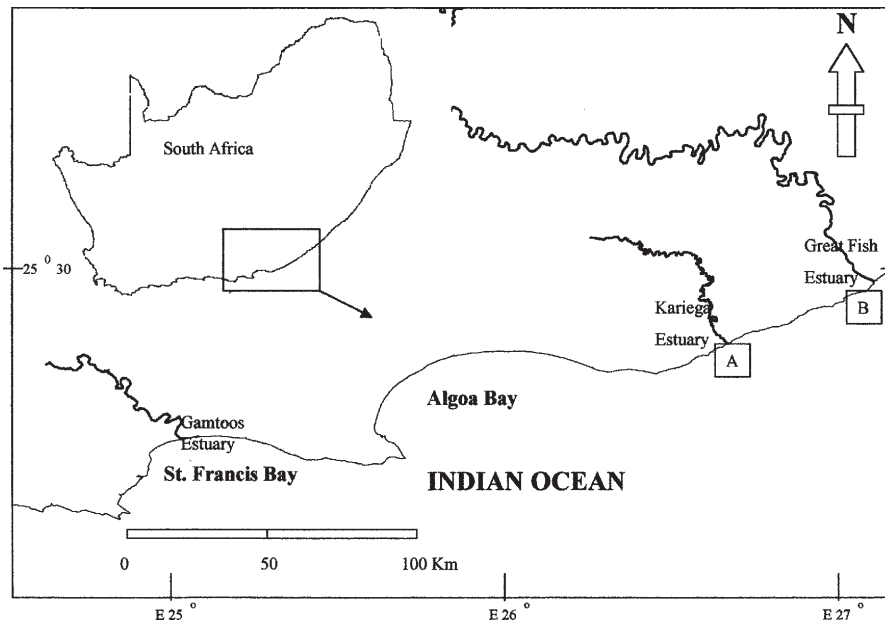 N
South Africa
Great Fish
Estuary
25 ° 30
B
Kariega
Estuary
A
Algoa Bay
Gamtoos
Estuary
St. Francis Bay
INDIAN OCEAN
0 50 100 Km
E 25 ° E 26 ° E 27 °